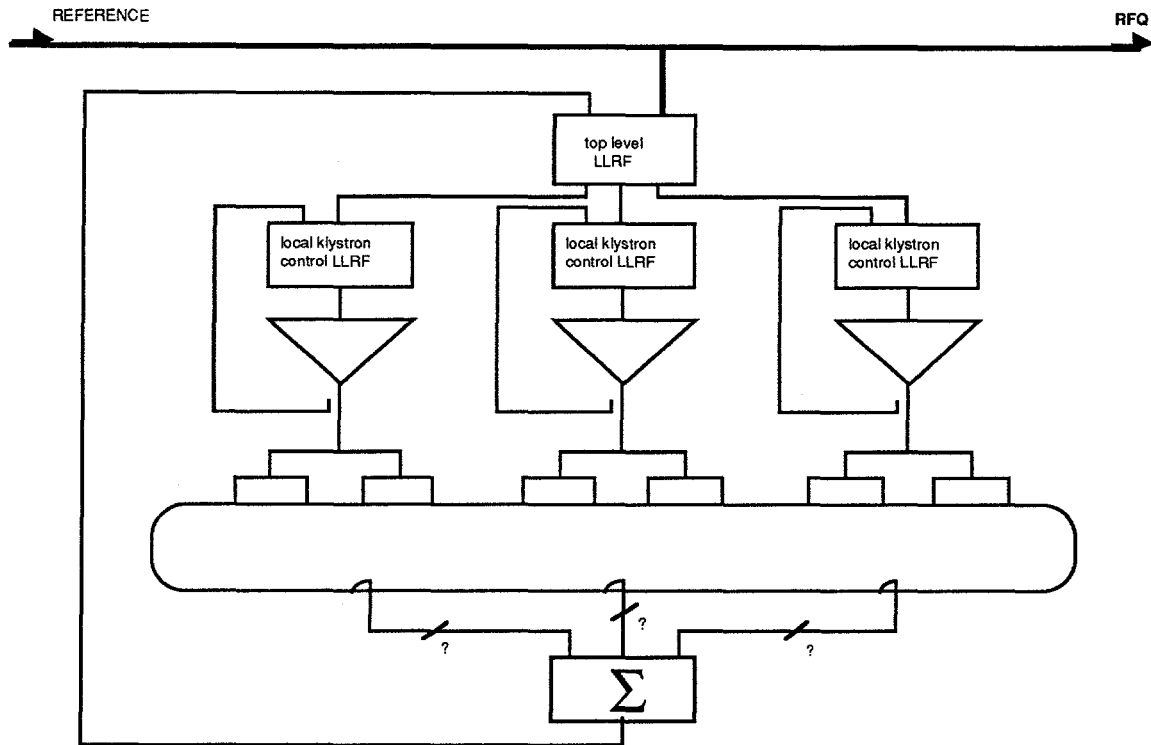 REFERENCE
RFQ
top level
LLRF
local klystron
control LLRF
local klystron
control LLRF
local klystron
control LLRF
?
?
?
Σ